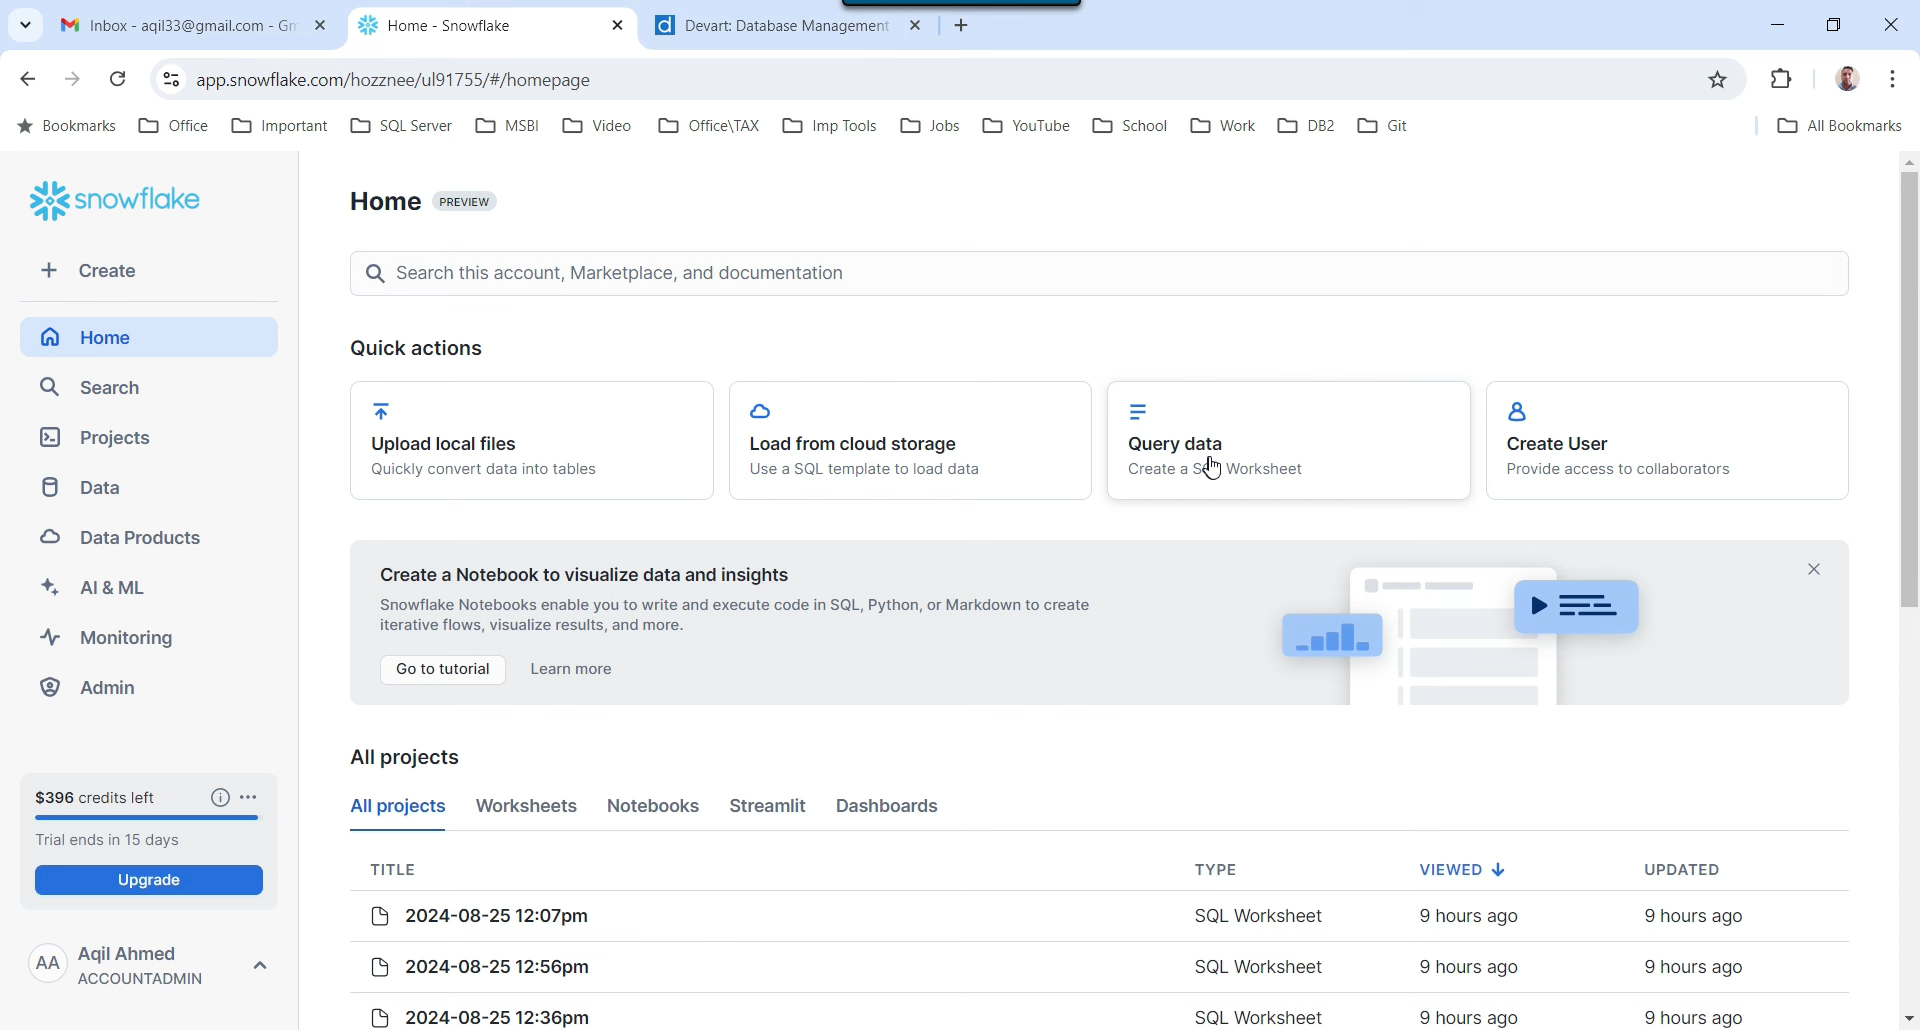 Inbox - aqil33@gmail.com - Gm
Home - Snowflake
Devart: Database Management
app.snowflake.com/hozznee/ul91755/#/homepage
Bookmarks
Office
Important
SQL Server
MSBI
Video
Office\TAX
Imp Tools
Jobs
YouTube
School
Work
DB2
Git
All Bookmarks
snowflake
Create
Home
Search
Projects
Data
Data Products
AI & ML
Monitoring
Admin
$396 credits left
Trial ends in 15 days
Upgrade
AA
Aqil Ahmed
ACCOUNTADMIN
Home PREVIEW
Search this account, Marketplace, and documentation
Quick actions
Upload local files
Quickly convert data into tables
Load from cloud storage
Use a SQL template to load data
Query data
Create a SQL Worksheet
Create User
Provide access to collaborators
Create a Notebook to visualize data and insights
Snowflake Notebooks enable you to write and execute code in SQL, Python, or Markdown to create
iterative flows, visualize results, and more.
Go to tutorial Learn more
All projects
All projects Worksheets Notebooks Streamlit Dashboards
TITLE TYPE VIEWED UPDATED
2024-08-25 12:07pm SQL Worksheet 9 hours ago 9 hours ago
2024-08-25 12:56pm SQL Worksheet 9 hours ago 9 hours ago
2024-08-25 12:36pm SQL Worksheet 9 hours ago 9 hours ago